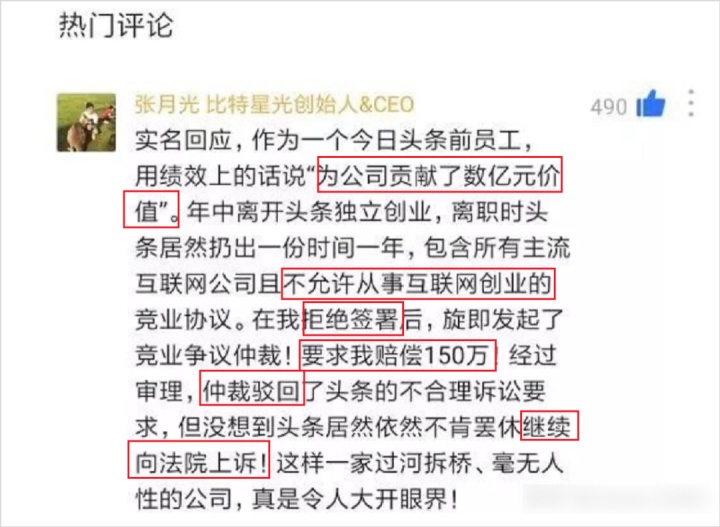 热门评论
张月光 比特星光创始人&CEO
490
实名回应，作为一个今日头条前员工，
用绩效上的话说“为公司贡献了数亿元价
值”。年中离开头条独立创业，离职时头
条居然扔出一份时间一年，包含所有主流
互联网公司且不允许从事互联网创业的
竞业协议。在我拒绝签署后，旋即发起了
竞业争议仲裁！要求我赔偿150万！经过
审理，仲裁驳回了头条的不合理诉讼要
求，但没想到头条居然依然不肯罢休继续
向法院上诉！这样一家过河拆桥、毫无人
性的公司，真是令人大开眼界！